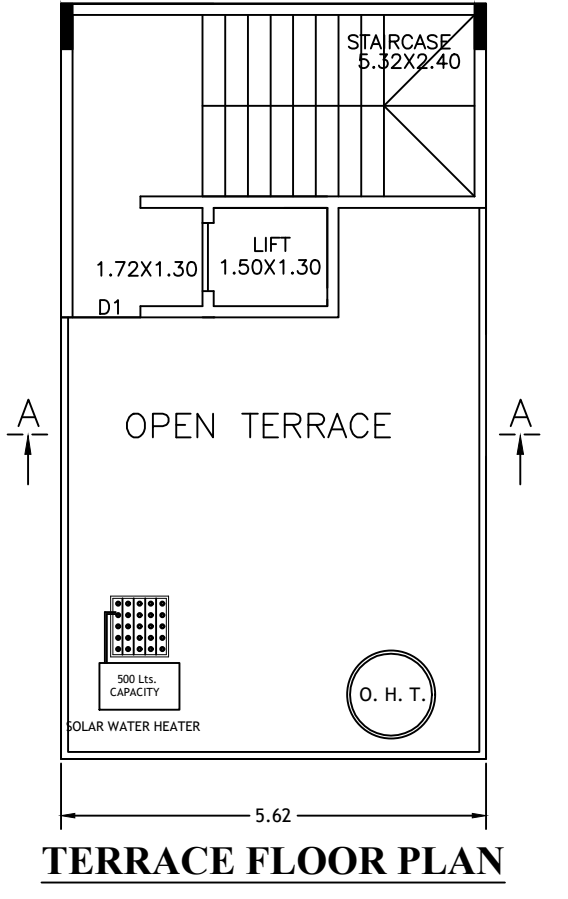 STAIRCASE
5.32X2.40
LIFT
1.72X1.30
1.50X1.30
D1
A
A
OPEN TERRACE
500 Lts.
CAPACITY
O. H. T.
SOLAR WATER HEATER
5.62
TERRACE FLOOR PLAN